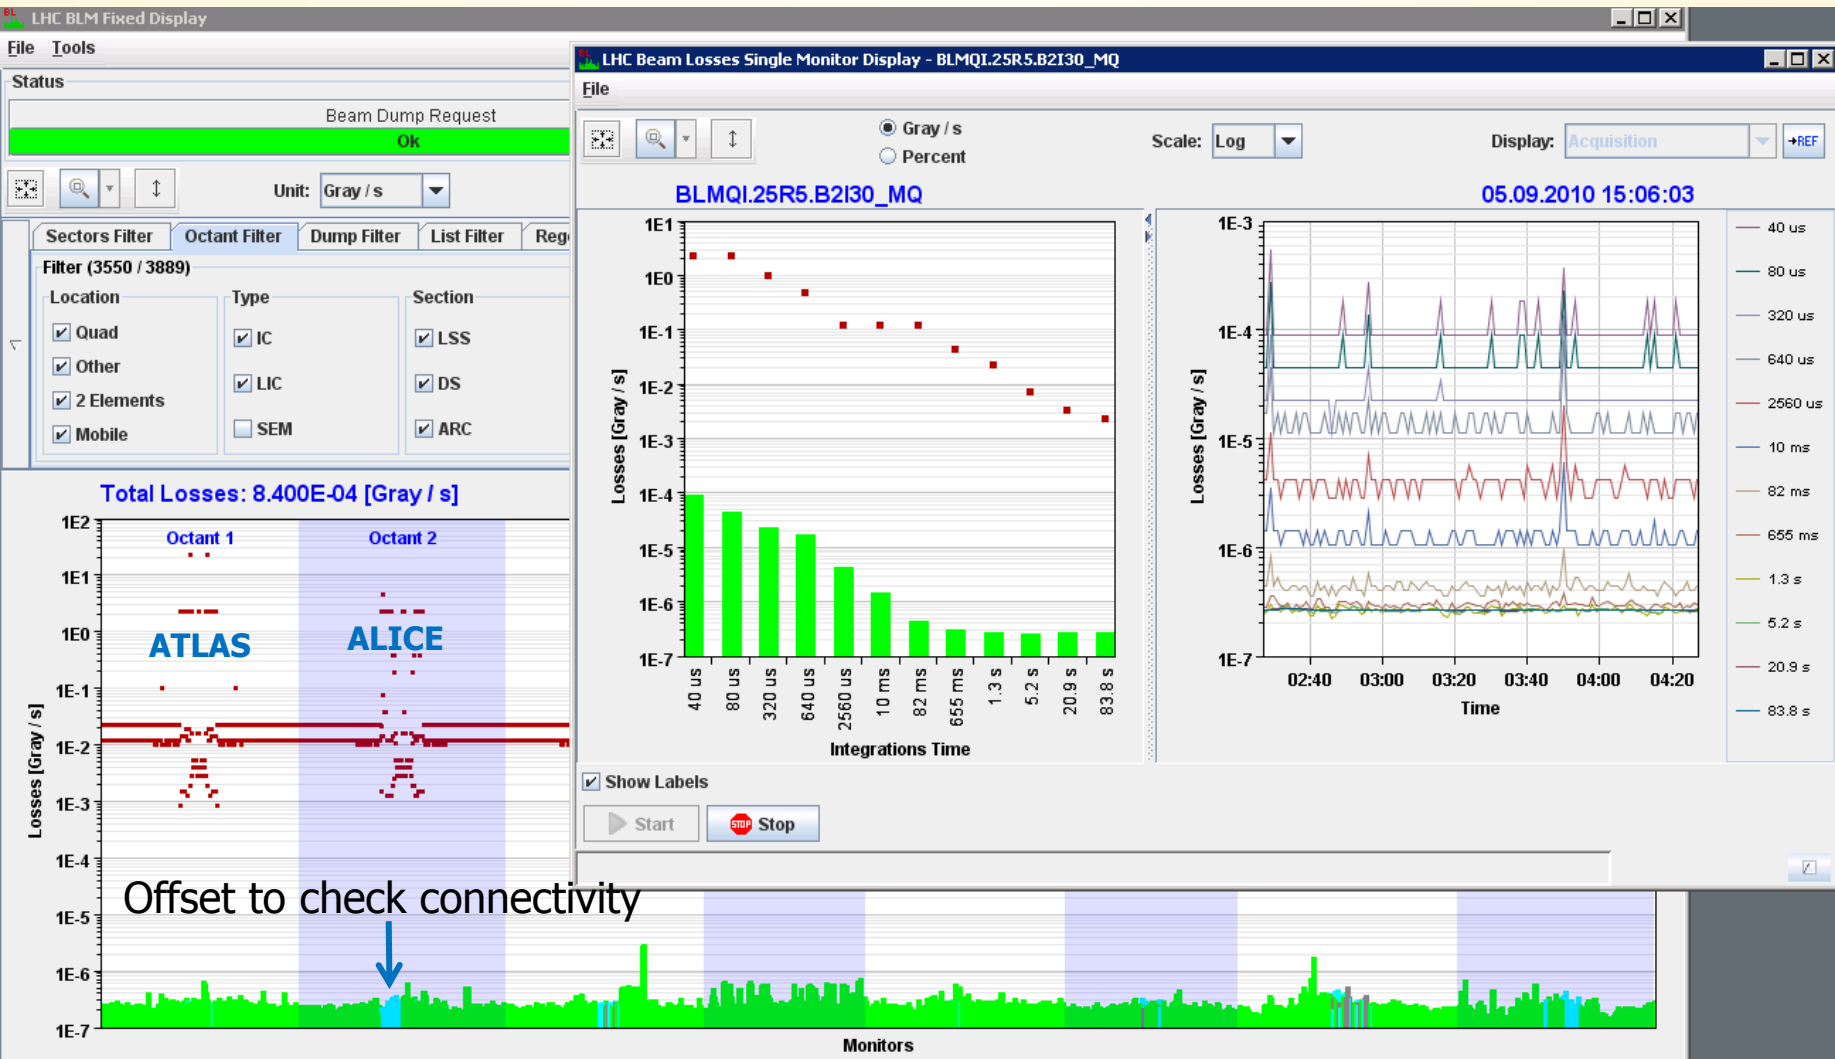 LHC BLM Fixed Display
File Tools
Status
Beam Dump Request
Ok
Unit: Gray / s
Sectors Filter Octant Filter Dump Filter List Filter
Filter (3550 / 3889)
Location Type Section
Quad IC LSS
Other LIC DS
2 Elements SEM ARC
Mobile
Total Losses: 8.400E-04 [Gray / s]
Octant 1 Octant 2
ATLAS ALICE
1E2
1E1
1E0
1E-1
1E-2
1E-3
1E-4
1E-5
1E-6
1E-7
Losses [Gray / s]
Offset to check connectivity
Monitors
LHC Beam Losses Single Monitor Display - BLMQI.25R5.B2I30_MQ
File
Gray / s
Percent
Scale: Log
Display: Acquisition
REF
BLMQI.25R5.B2I30_MQ
05.09.2010 15:06:03
1E1
1E0
1E-1
1E-2
1E-3
1E-4
1E-5
1E-6
1E-7
Losses [Gray / s]
40 us 80 us 320 us 640 us 2560 us 10 ms 82 ms 655 ms 1.3 s 5.2 s 20.9 s 83.8 s
Integrations Time
1E-3
1E-4
1E-5
1E-6
1E-7
Losses [Gray / s]
02:40 03:00 03:20 03:40 04:00 04:20
Time
40 us
80 us
320 us
640 us
2560 us
10 ms
82 ms
655 ms
1.3 s
5.2 s
20.9 s
83.8 s
Show Labels
Start STOP Stop